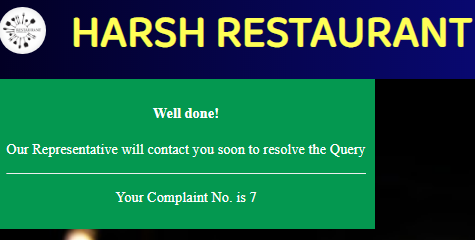 HARSH RESTAURANT
Well done!
Our Representative will contact you soon to resolve the Query
Your Complaint No. is 7